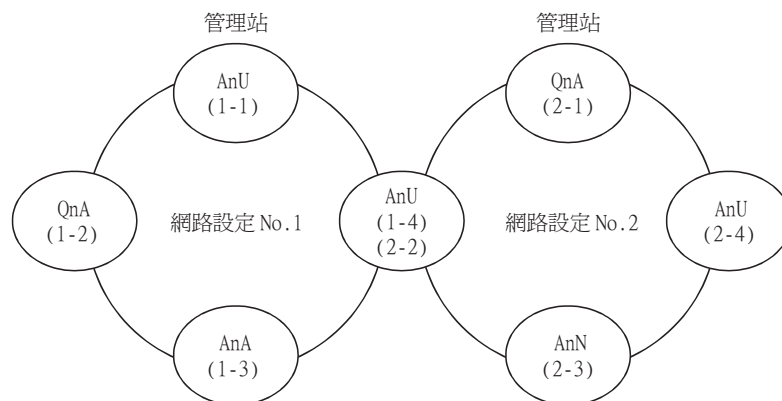 管理站
管理站
AnU
(1-1)
QnA
(2-1)
QnA
(1-2)
網路設定 No.1
AnU
(1-4)
(2-2)
網路設定 No.2
AnU
(2-4)
AnA
(1-3)
AnN
(2-3)